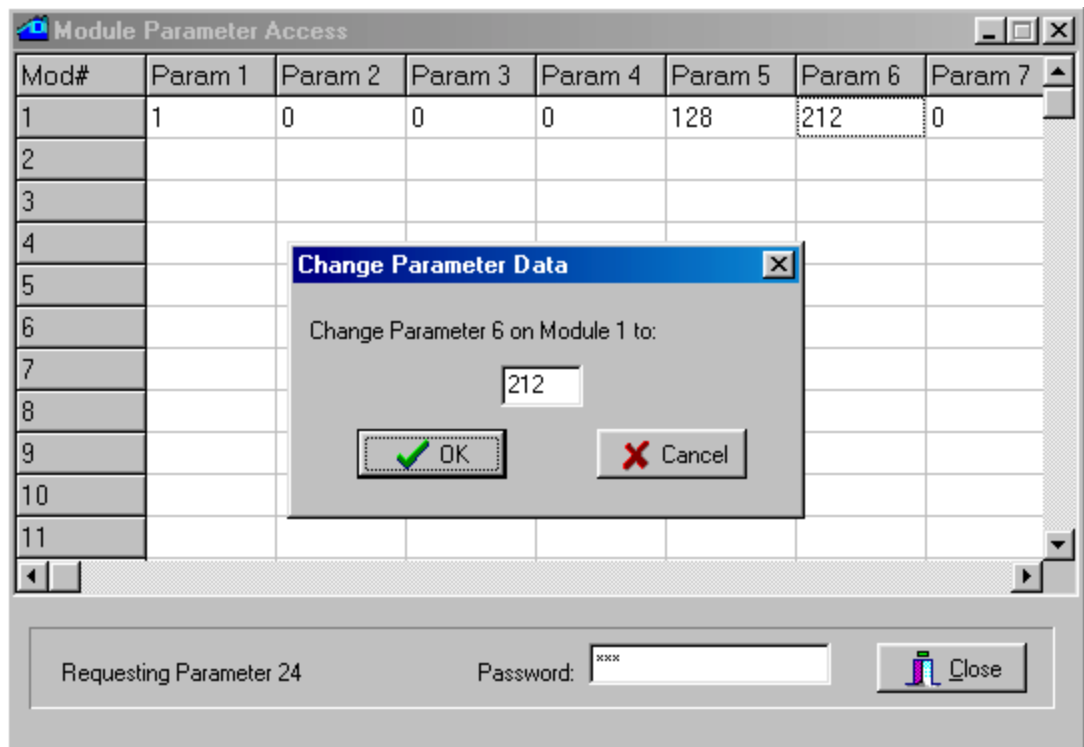 Module Parameter Access
Mod# Param 1 Param 2 Param 3 Param 4 Param 5 Param 6 Param 7
1 1 0 0 0 128 212 0
2
3
4
Change Parameter Data
5
6
Change Parameter 6 on Module 1 to:
7
212
8
9
OK Cancel
10
11
Requesting Parameter 24 Password: *** Close